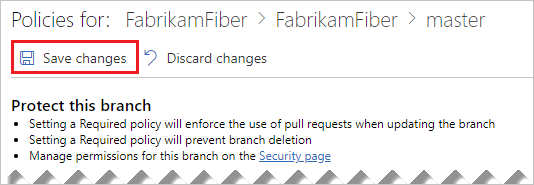 Policies for: FabrikamFiber > FabrikamFiber > master
Save changes Discard changes
Protect this branch
• Setting a Required policy will enforce the use of pull requests when updating the branch
• Setting a Required policy will prevent branch deletion
• Manage permissions for this branch on the Security page